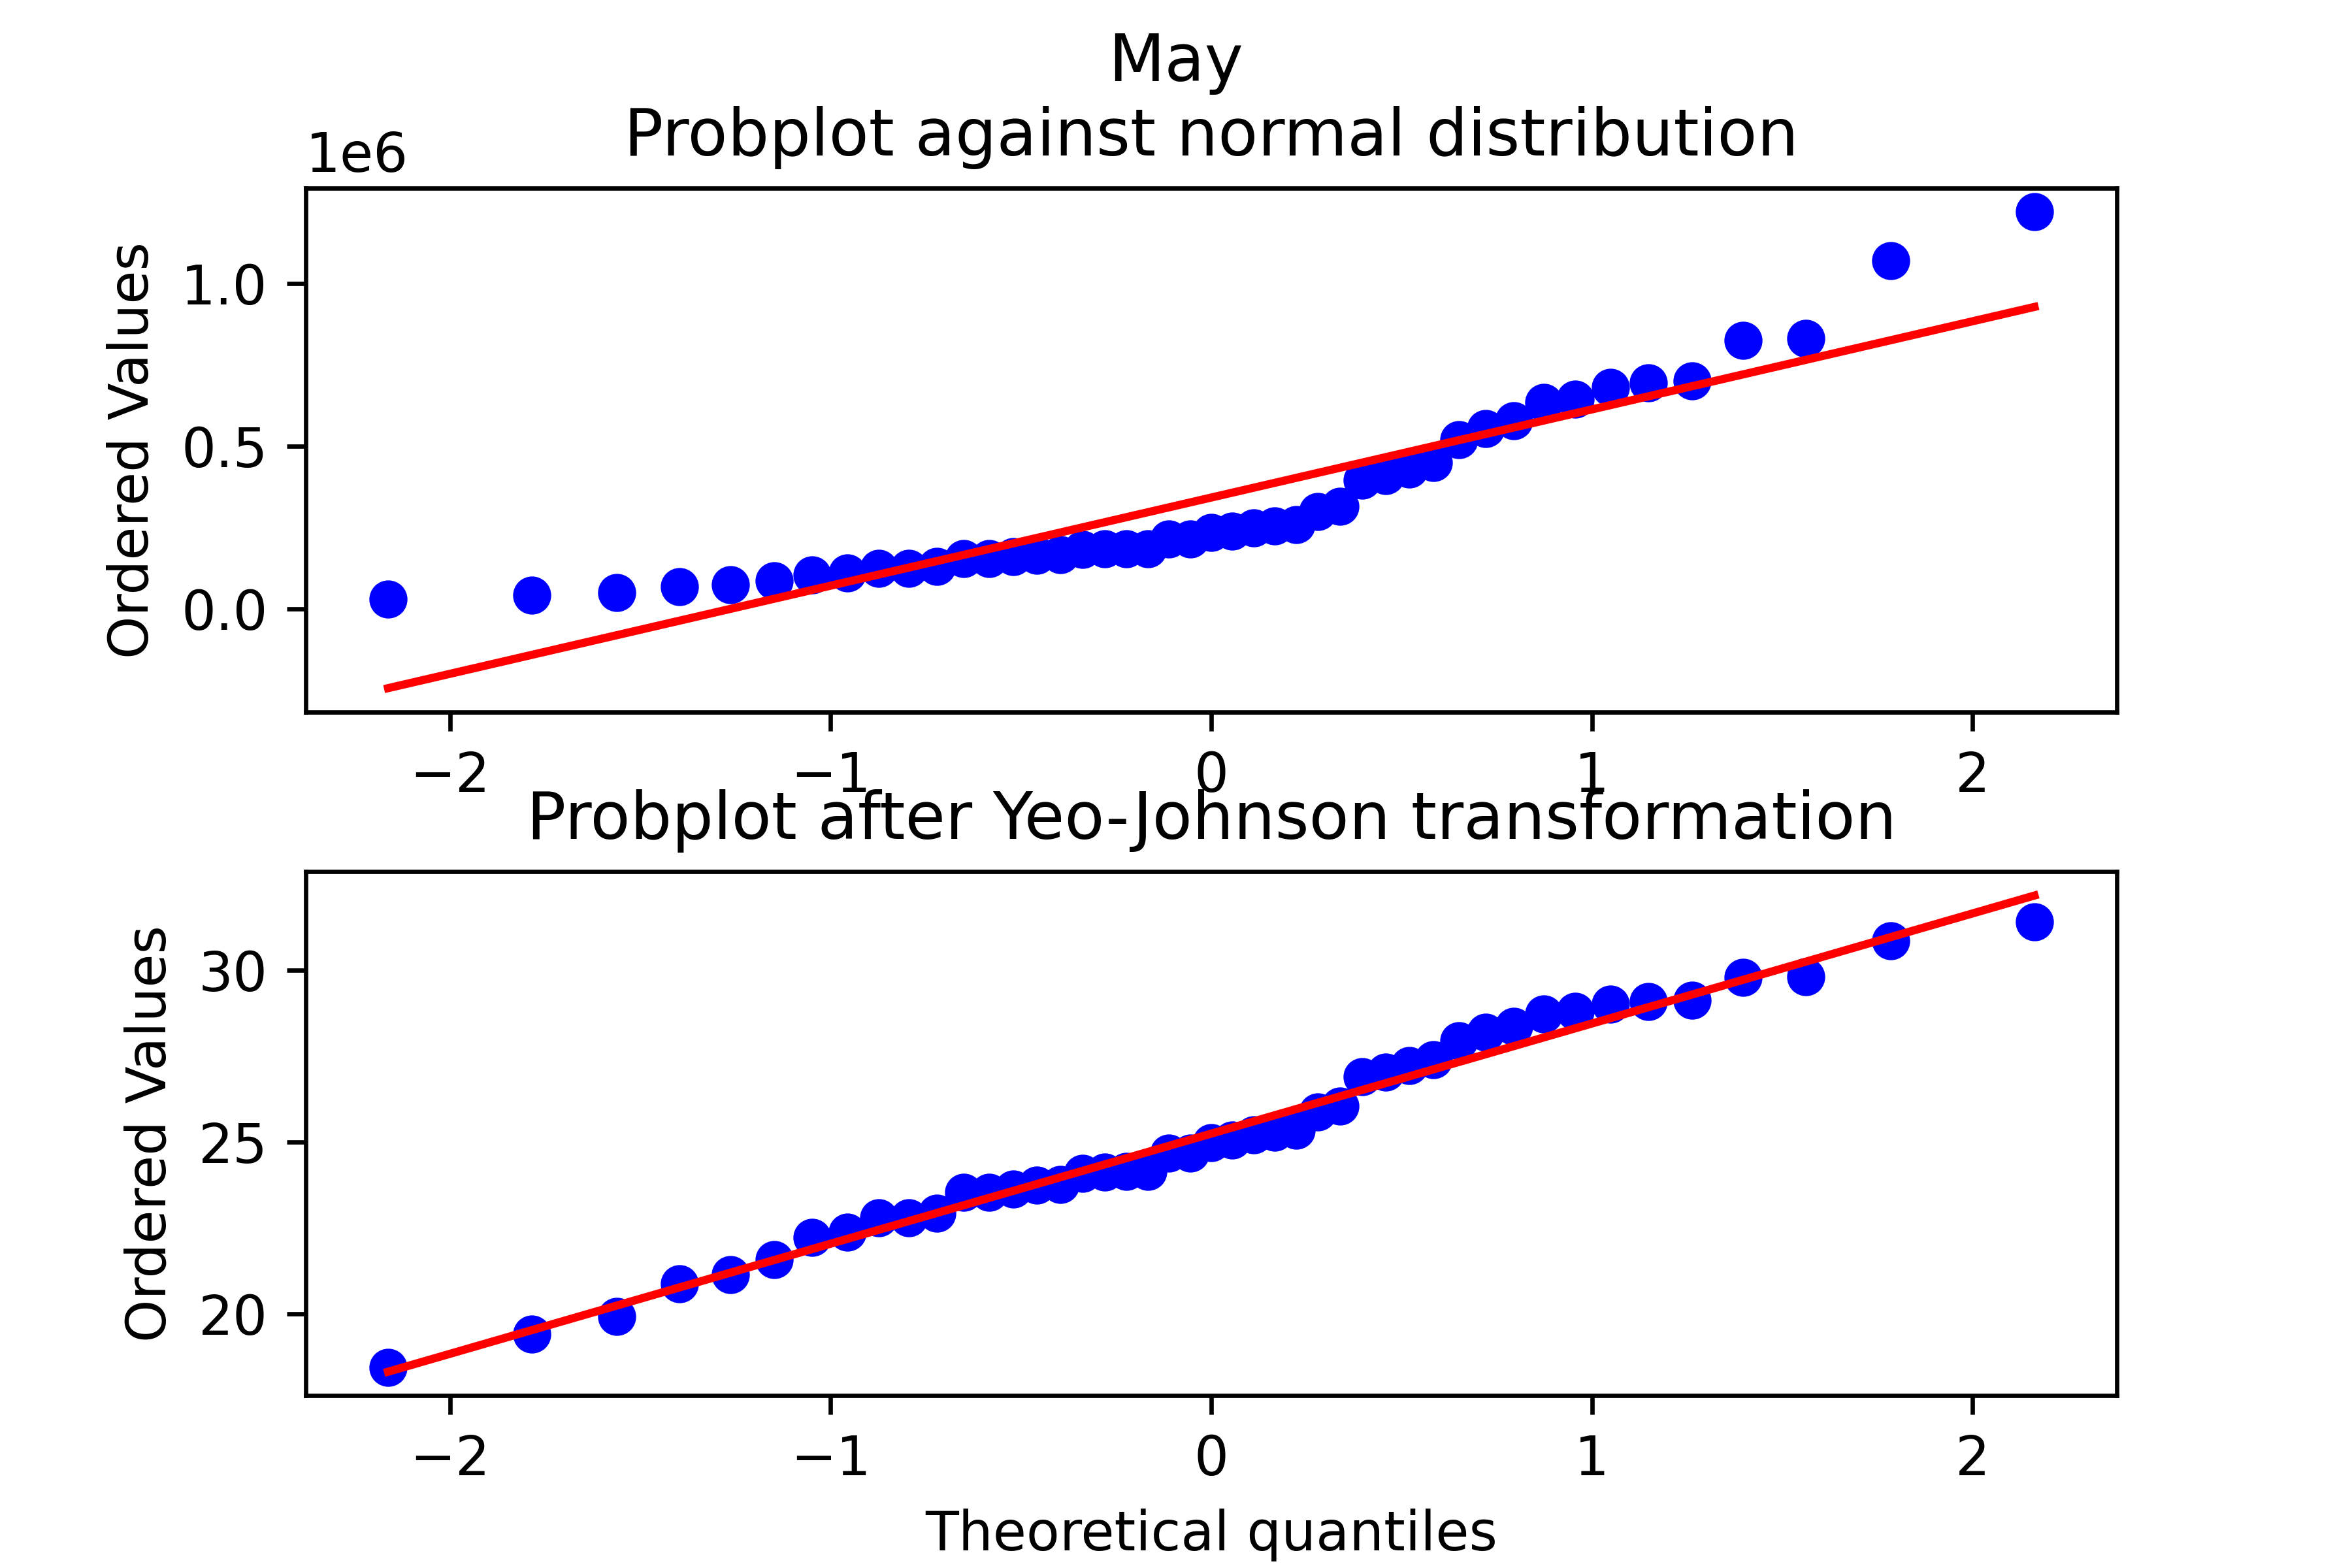 May
Probplot against normal distribution
1e6
Ordered Values
1.0
0.5
0.0
−2 −1 0 1 2
Probplot after Yeo-Johnson transformation
Ordered Values
30
25
20
−2 −1 0 1 2
Theoretical quantiles